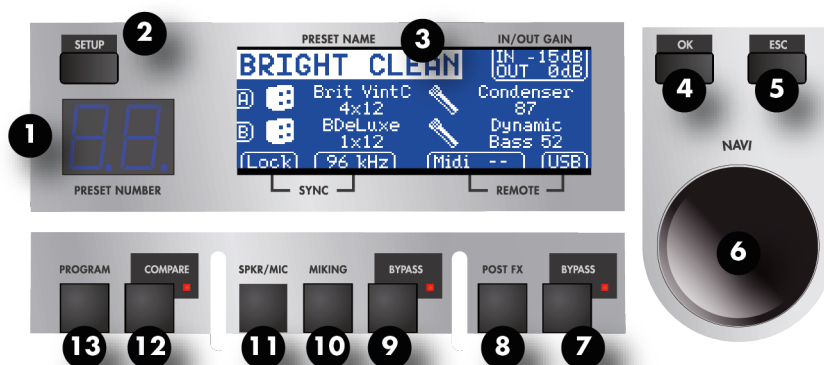 SETUP
2
PRESET NAME
3
IN/OUT GAIN
BRIGHT CLEAN
IN -15dB
OUT 0dB
A
Brit VintC
4x12
Condenser
87
B
BDeLuxe
1x12
Dynamic
Bass 52
Lock
96 kHz
Midi --
USB
1
8.8.
PRESET NUMBER
SYNC
REMOTE
OK
ESC
4
5
NAVI
6
PROGRAM
COMPARE
SPKR/MIC
MIKING
BYPASS
POST FX
BYPASS
13
12
11
10
9
8
7